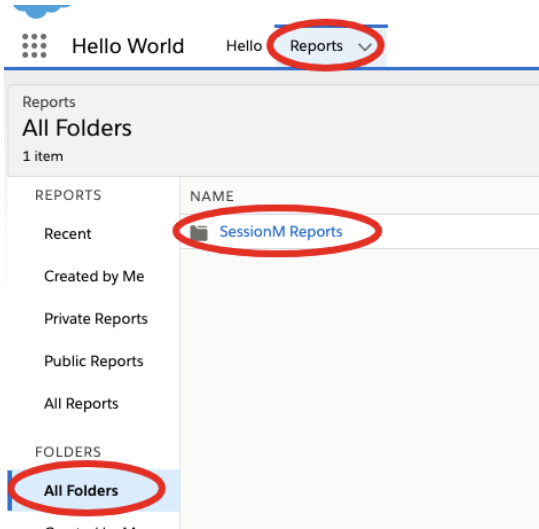 Hello World Hello Reports
Reports
All Folders
1 item
REPORTS
NAME
Recent
SessionM Reports
Created by Me
Private Reports
Public Reports
All Reports
FOLDERS
All Folders